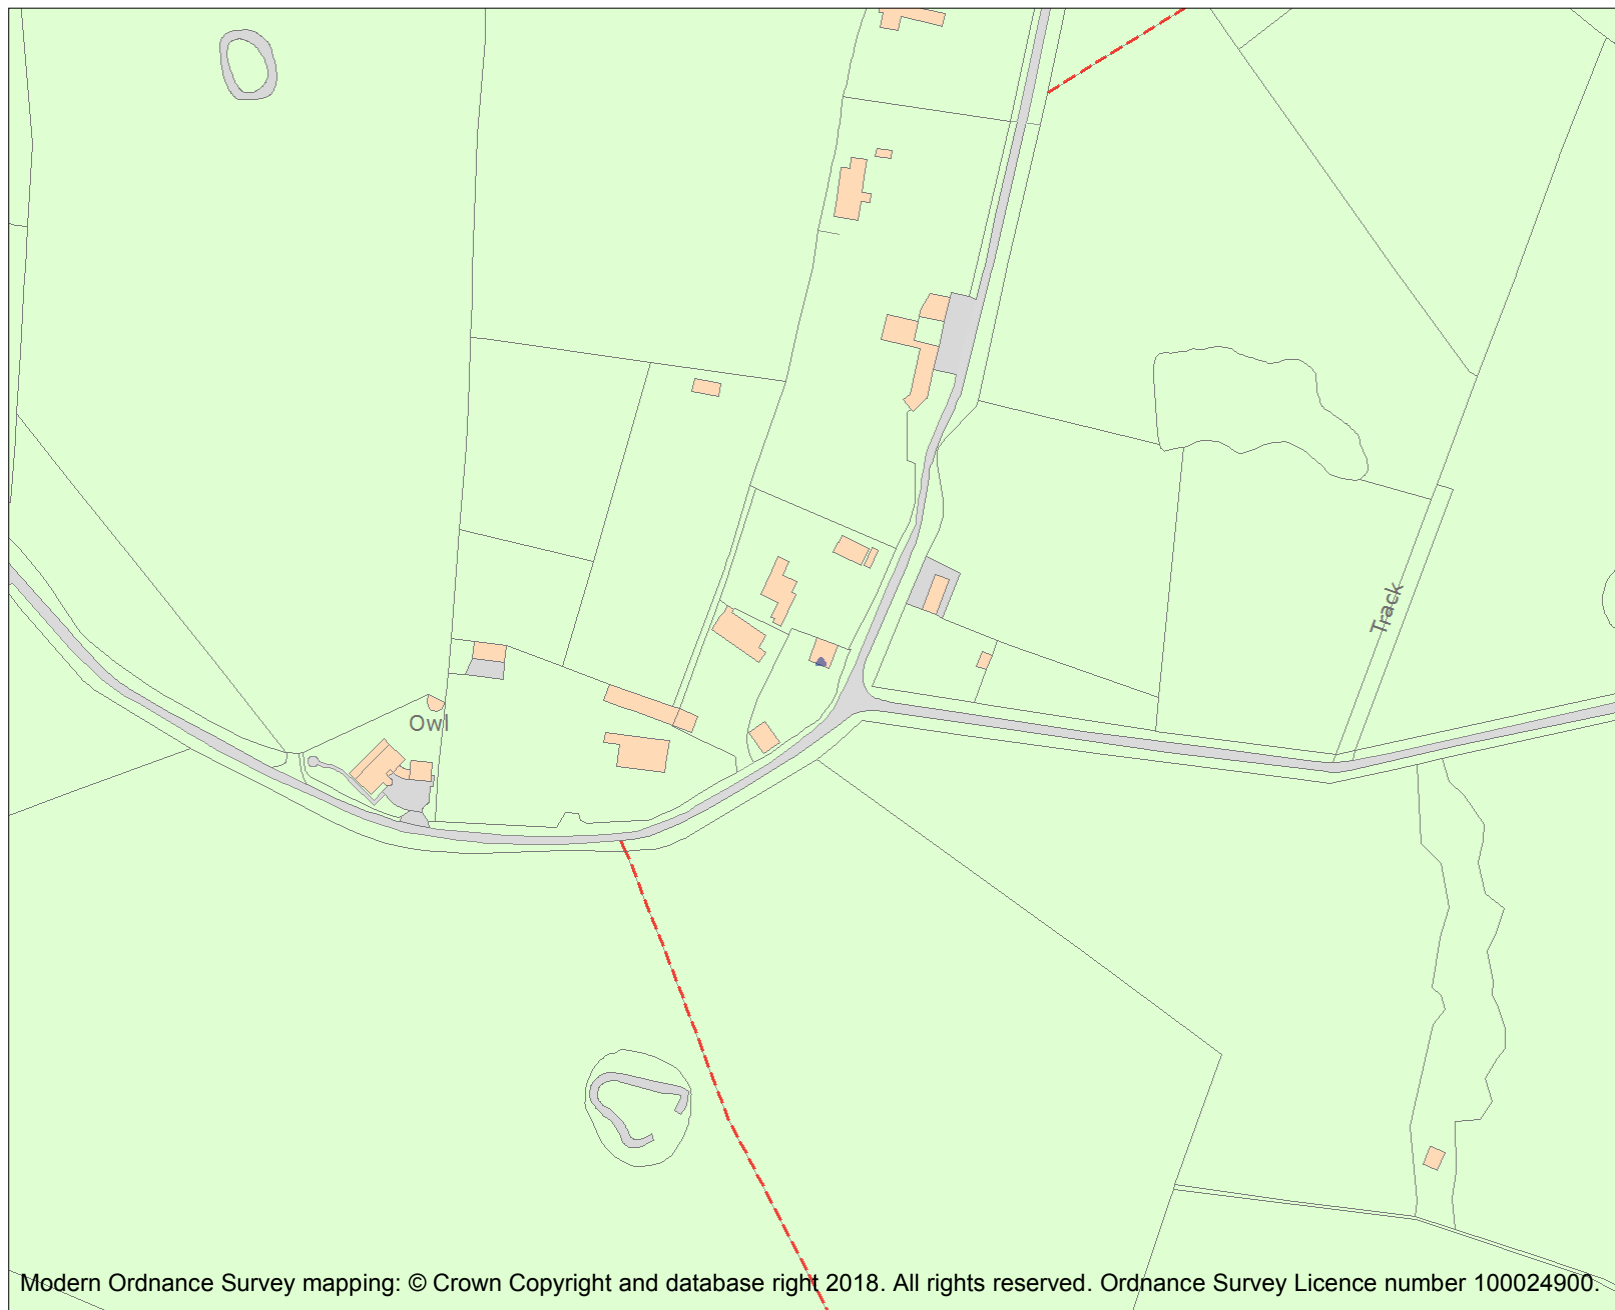 Track
Owl
Modern Ordnance Survey mapping: © Crown Copyright and database right 2018. All rights reserved. Ordnance Survey Licence number 100024900.